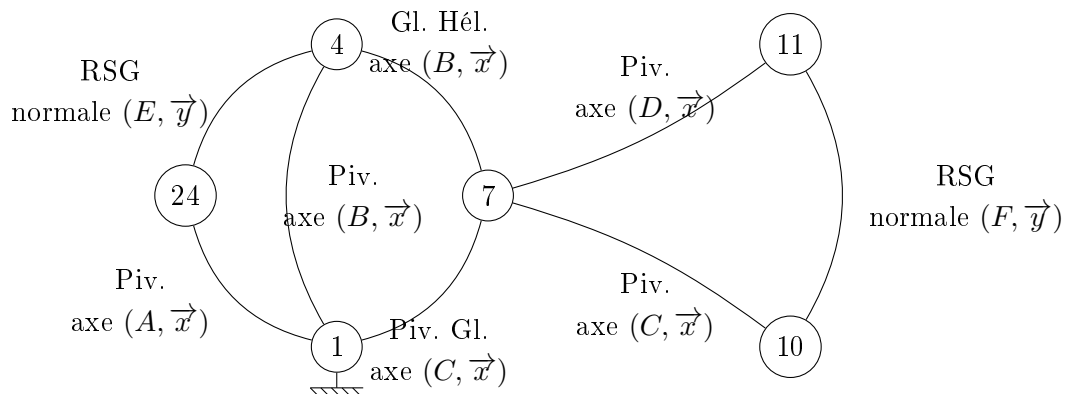 4
Gl. Hél.
axe (B, x⃗)
11
RSG
normale (E, y⃗)
Piv.
axe (D, x⃗)
24
Piv.
axe (B, x⃗)
7
RSG
normale (F, y⃗)
Piv.
axe (A, x⃗)
Piv.
axe (C, x⃗)
1
Piv. Gl.
axe (C, x⃗)
10